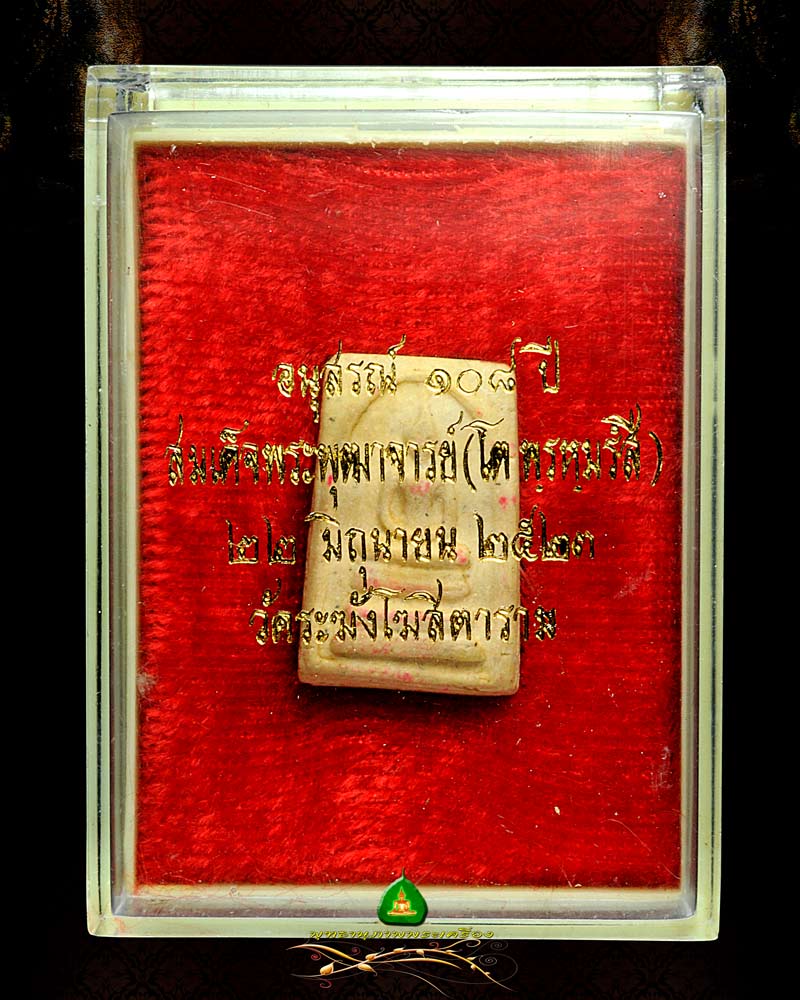 อนุสรณ์ ๑๐๘ ปี
สมเด็จพระพุฒาจารย์(โต พฺรหฺมรํสี)
๒๒ มิถุนายน ๒๕๒๓
วัดระฆังโฆสิตาราม